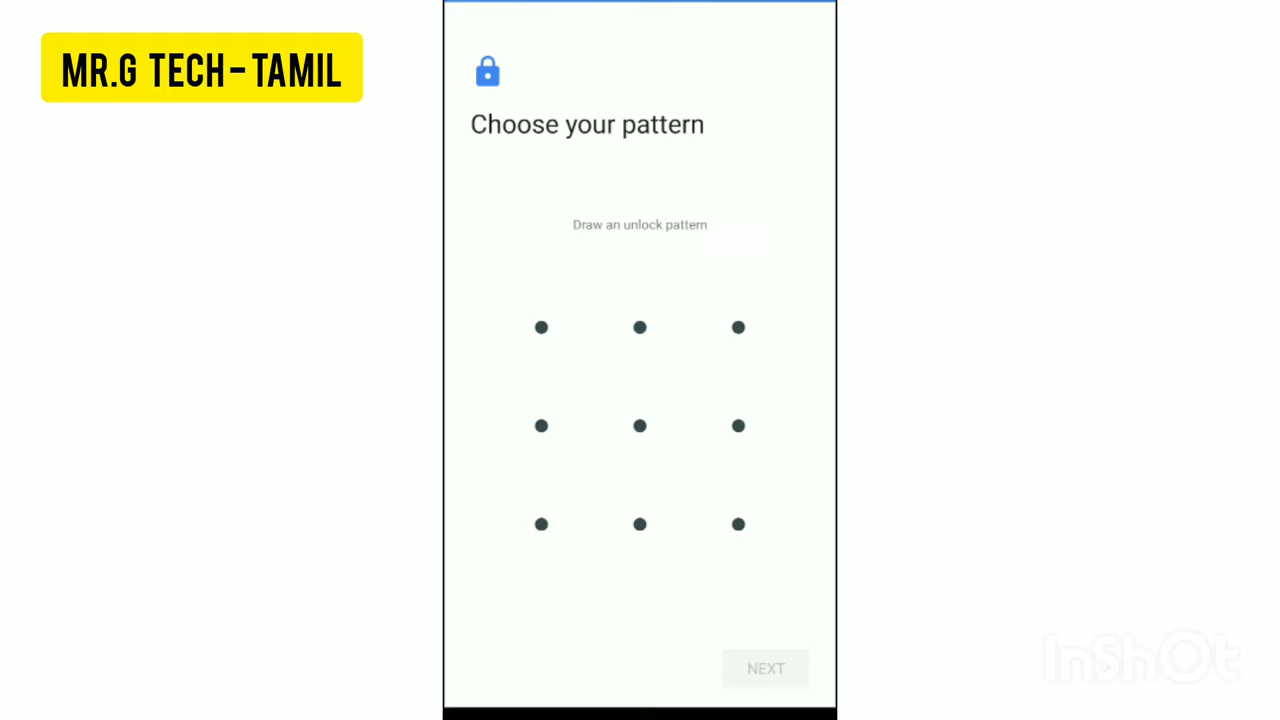 MR.G TECH - TAMIL
Choose your pattern
Draw an unlock pattern
NEXT
InShOt